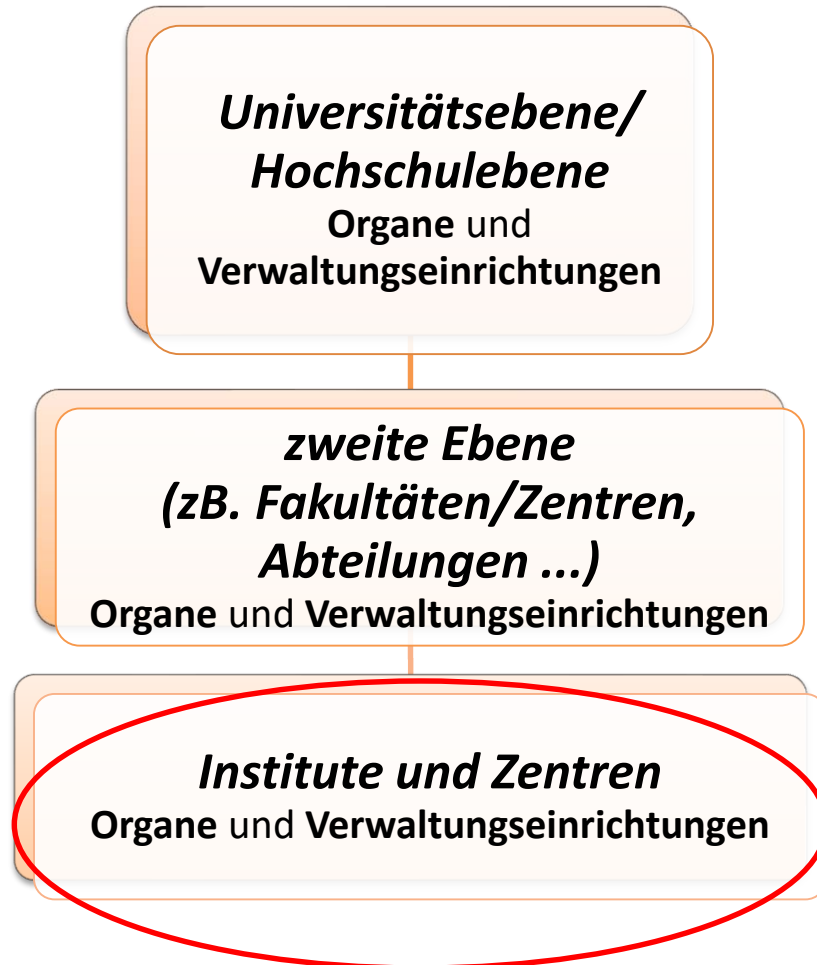 Universitätsebene/
Hochschulebene
Organe und
Verwaltungseinrichtungen
zweite Ebene
(zB. Fakultäten/Zentren,
Abteilungen ...)
Organe und Verwaltungseinrichtungen
Institute und Zentren
Organe und Verwaltungseinrichtungen